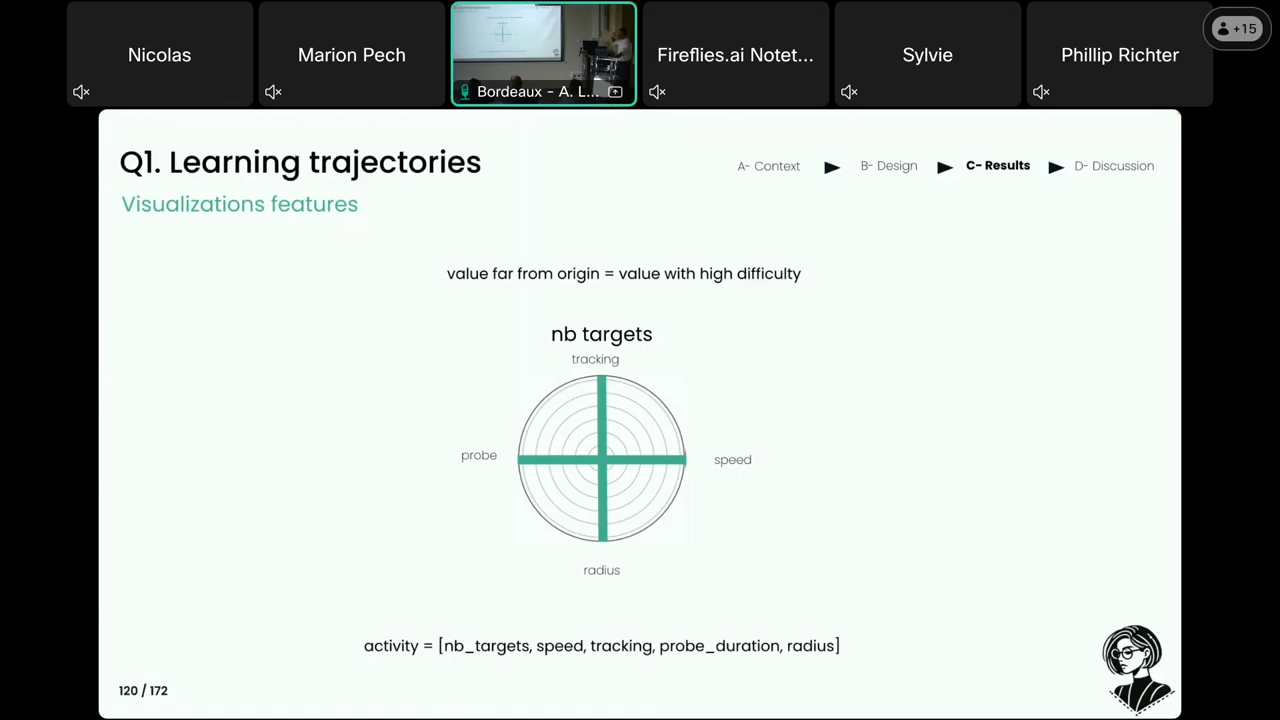 Nicolas
Marion Pech
Bordeaux - A. L...
Fireflies.ai Notet...
Sylvie
Phillip Richter
+15
Q1. Learning trajectories
A- Context
B- Design
C- Results
D- Discussion
Visualizations features
value far from origin = value with high difficulty
nb targets
tracking
probe
speed
radius
activity = [nb_targets, speed, tracking, probe_duration, radius]
120 / 172